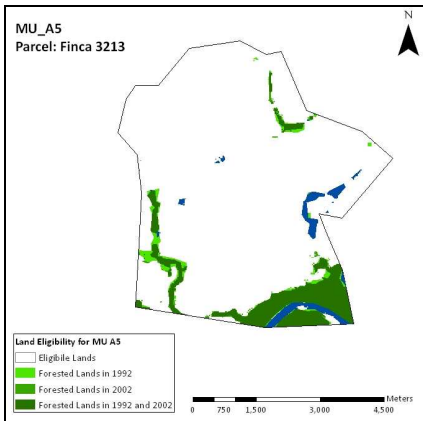 MU_A5
Parcel: Finca 3213
N
Land Eligibility for MU A5
Eligibile Lands
Forested Lands in 1992
Forested Lands in 2002
Forested Lands in 1992 and 2002
Meters
0 750 1,500 3,000 4,500